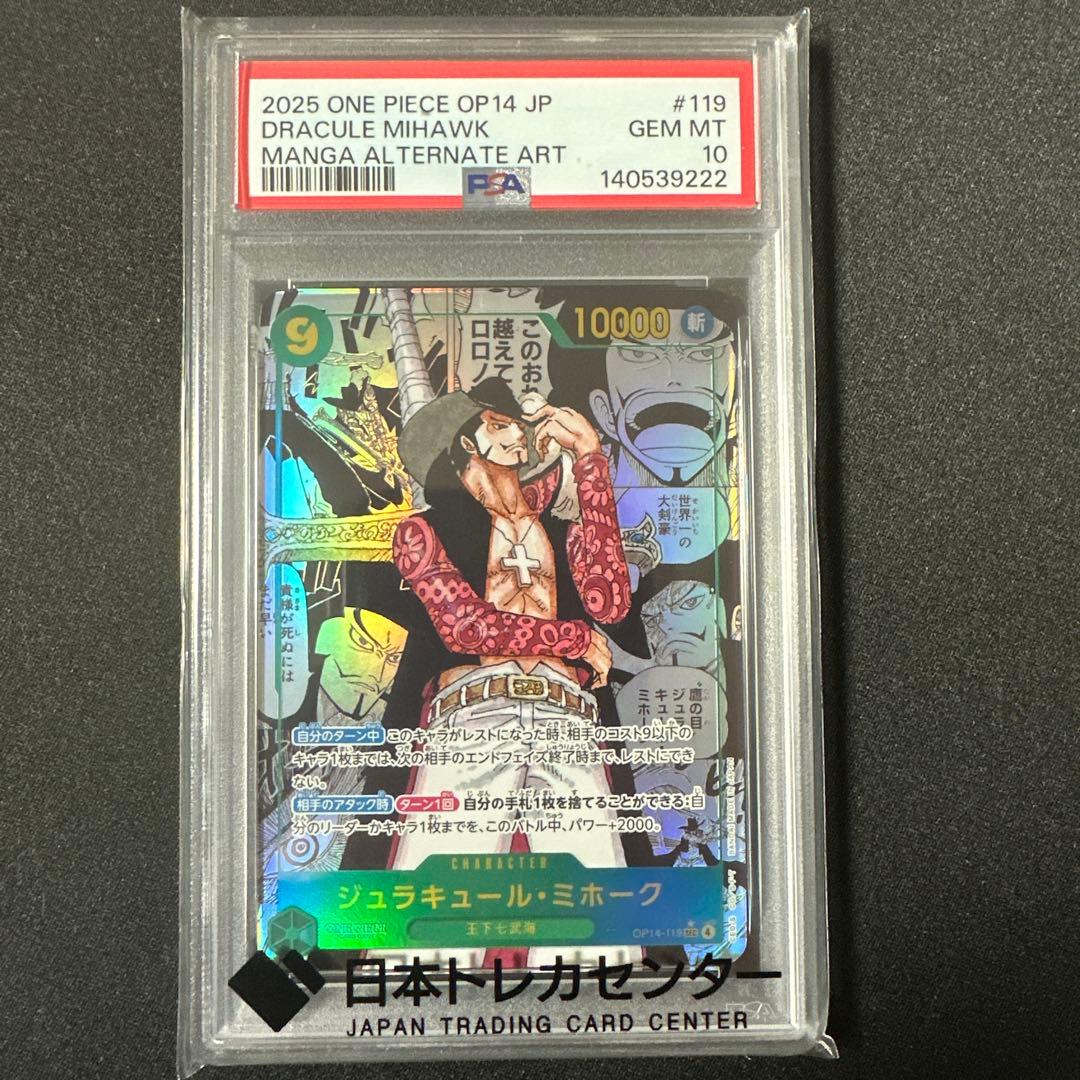 2025 ONE PIECE OP14 JP #119
DRACULE MIHAWK GEM MT
MANGA ALTERNATE ART 10
PSA 140539222
9
10000 斬
このおれを
越えて
ロロノ
世界一の
大剣豪
貴様が死ぬには
まだ早い
鷹の目
ジュラ
キュール
ミホーク
自分のターン中 このキャラがレストになった時、相手のコスト9以下の
キャラ1枚までは、次の相手のエンドフェイズ終了時まで、レストにでき
ない。
相手のアタック時 ターン1回 自分の手札1枚を捨てることができる:自
分のリーダーかキャラ1枚までを、このバトル中、パワー+2000。
CHARACTER
ジュラキュール・ミホーク
ONE PIECE
王下七武海
OP14-119 SEC 4
日本トレカセンター
JAPAN TRADING CARD CENTER
PSA